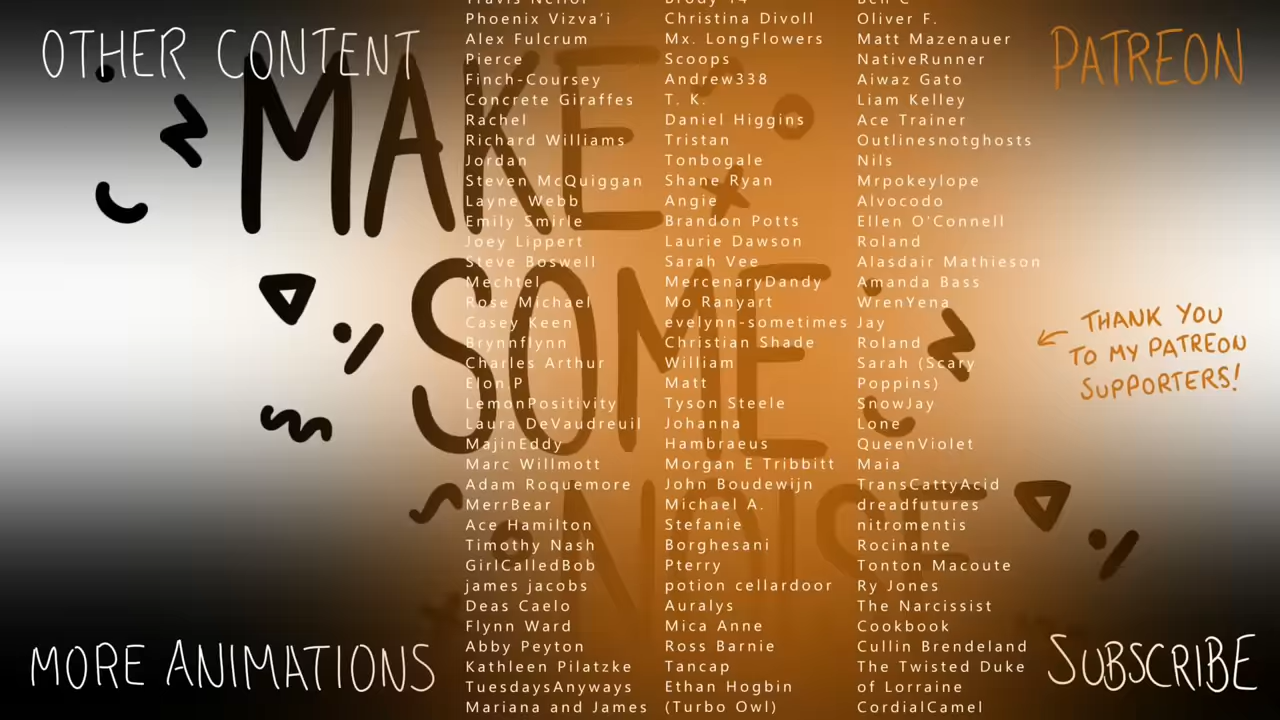 OTHER CONTENT
MAKE
SOME
NOISE
Travis Nelior
Phoenix Vizva'i
Alex Fulcrum
Pierce
Finch-Coursey
Concrete Giraffes
Rachel
Richard Williams
Jordan
Steven McQuiggan
Layne Webb
Emily Smirle
Joey Lippert
Steve Boswell
Mechtel
Rose Michael
Casey Keen
Brynnflynn
Charles Arthur
Elon.P
LemonPositivity
Laura DeVaudreuil
MajinEddy
Marc Willmott
Adam Roquemore
MerrBear
Ace Hamilton
Timothy Nash
GirlCalledBob
james jacobs
Deas Caelo
Flynn Ward
Abby Peyton
Kathleen Pilatzke
TuesdaysAnyways
Mariana and James
Brody 14
Christina Divoll
Mx. LongFlowers
Scoops
Andrew338
T. K.
Daniel Higgins
Tristan
Tonbogale
Shane Ryan
Angie
Brandon Potts
Laurie Dawson
Sarah Vee
MercenaryDandy
Mo Ranyart
evelynn-sometimes
Christian Shade
William
Matt
Tyson Steele
Johanna
Hambraeus
Morgan E Tribbitt
John Boudewijn
Michael A.
Stefanie
Borghesani
Pterry
potion cellardoor
Auralys
Mica Anne
Ross Barnie
Tancap
Ethan Hogbin
(Turbo Owl)
Ben C
Oliver F.
Matt Mazenauer
NativeRunner
Aiwaz Gato
Liam Kelley
Ace Trainer
Outlinesnotghosts
Nils
Mrpokeylope
Alvocodo
Ellen O'Connell
Roland
Alasdair Mathieson
Amanda Bass
WrenYena
Jay
Roland
Sarah (Scary
Poppins)
SnowJay
Lone
QueenViolet
Maia
TransCattyAcid
dreadfutures
nitromentis
Rocinante
Tonton Macoute
Ry Jones
The Narcissist
Cookbook
Cullin Brendeland
The Twisted Duke
of Lorraine
CordialCamel
PATREON
THANK YOU
TO MY PATREON
SUPPORTERS!
MORE ANIMATIONS
SUBSCRIBE